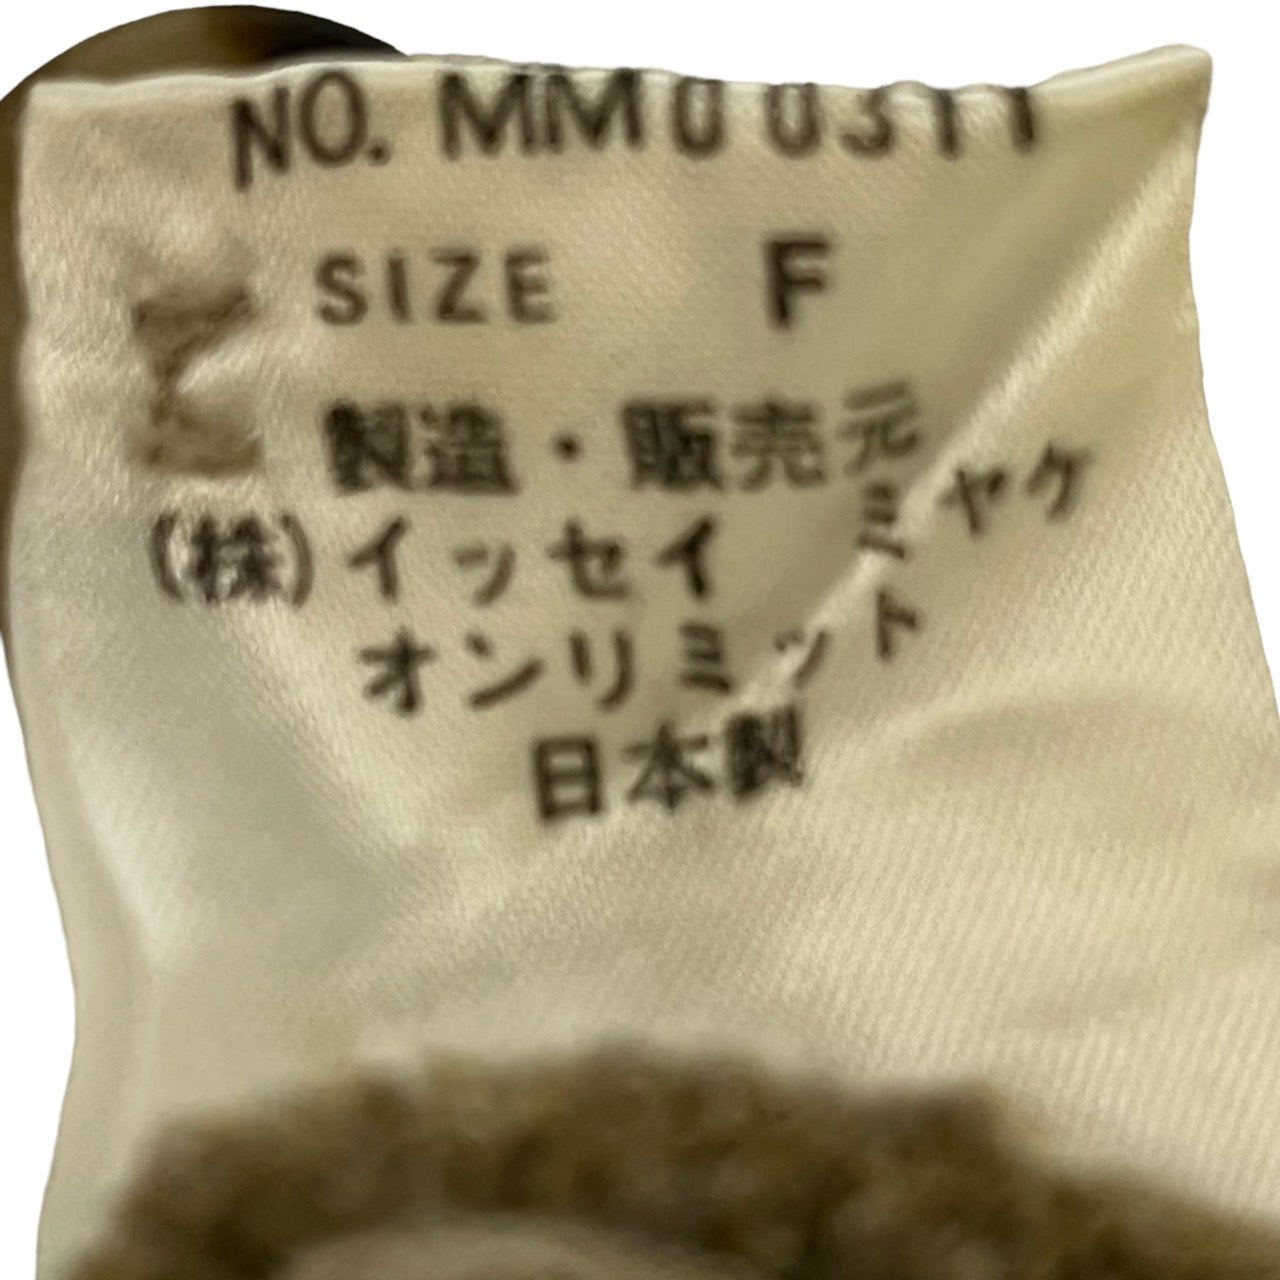 NO. MM00311
SIZE F
製造・販売元
(株)イッセイミヤケ
オンリミット
日本製